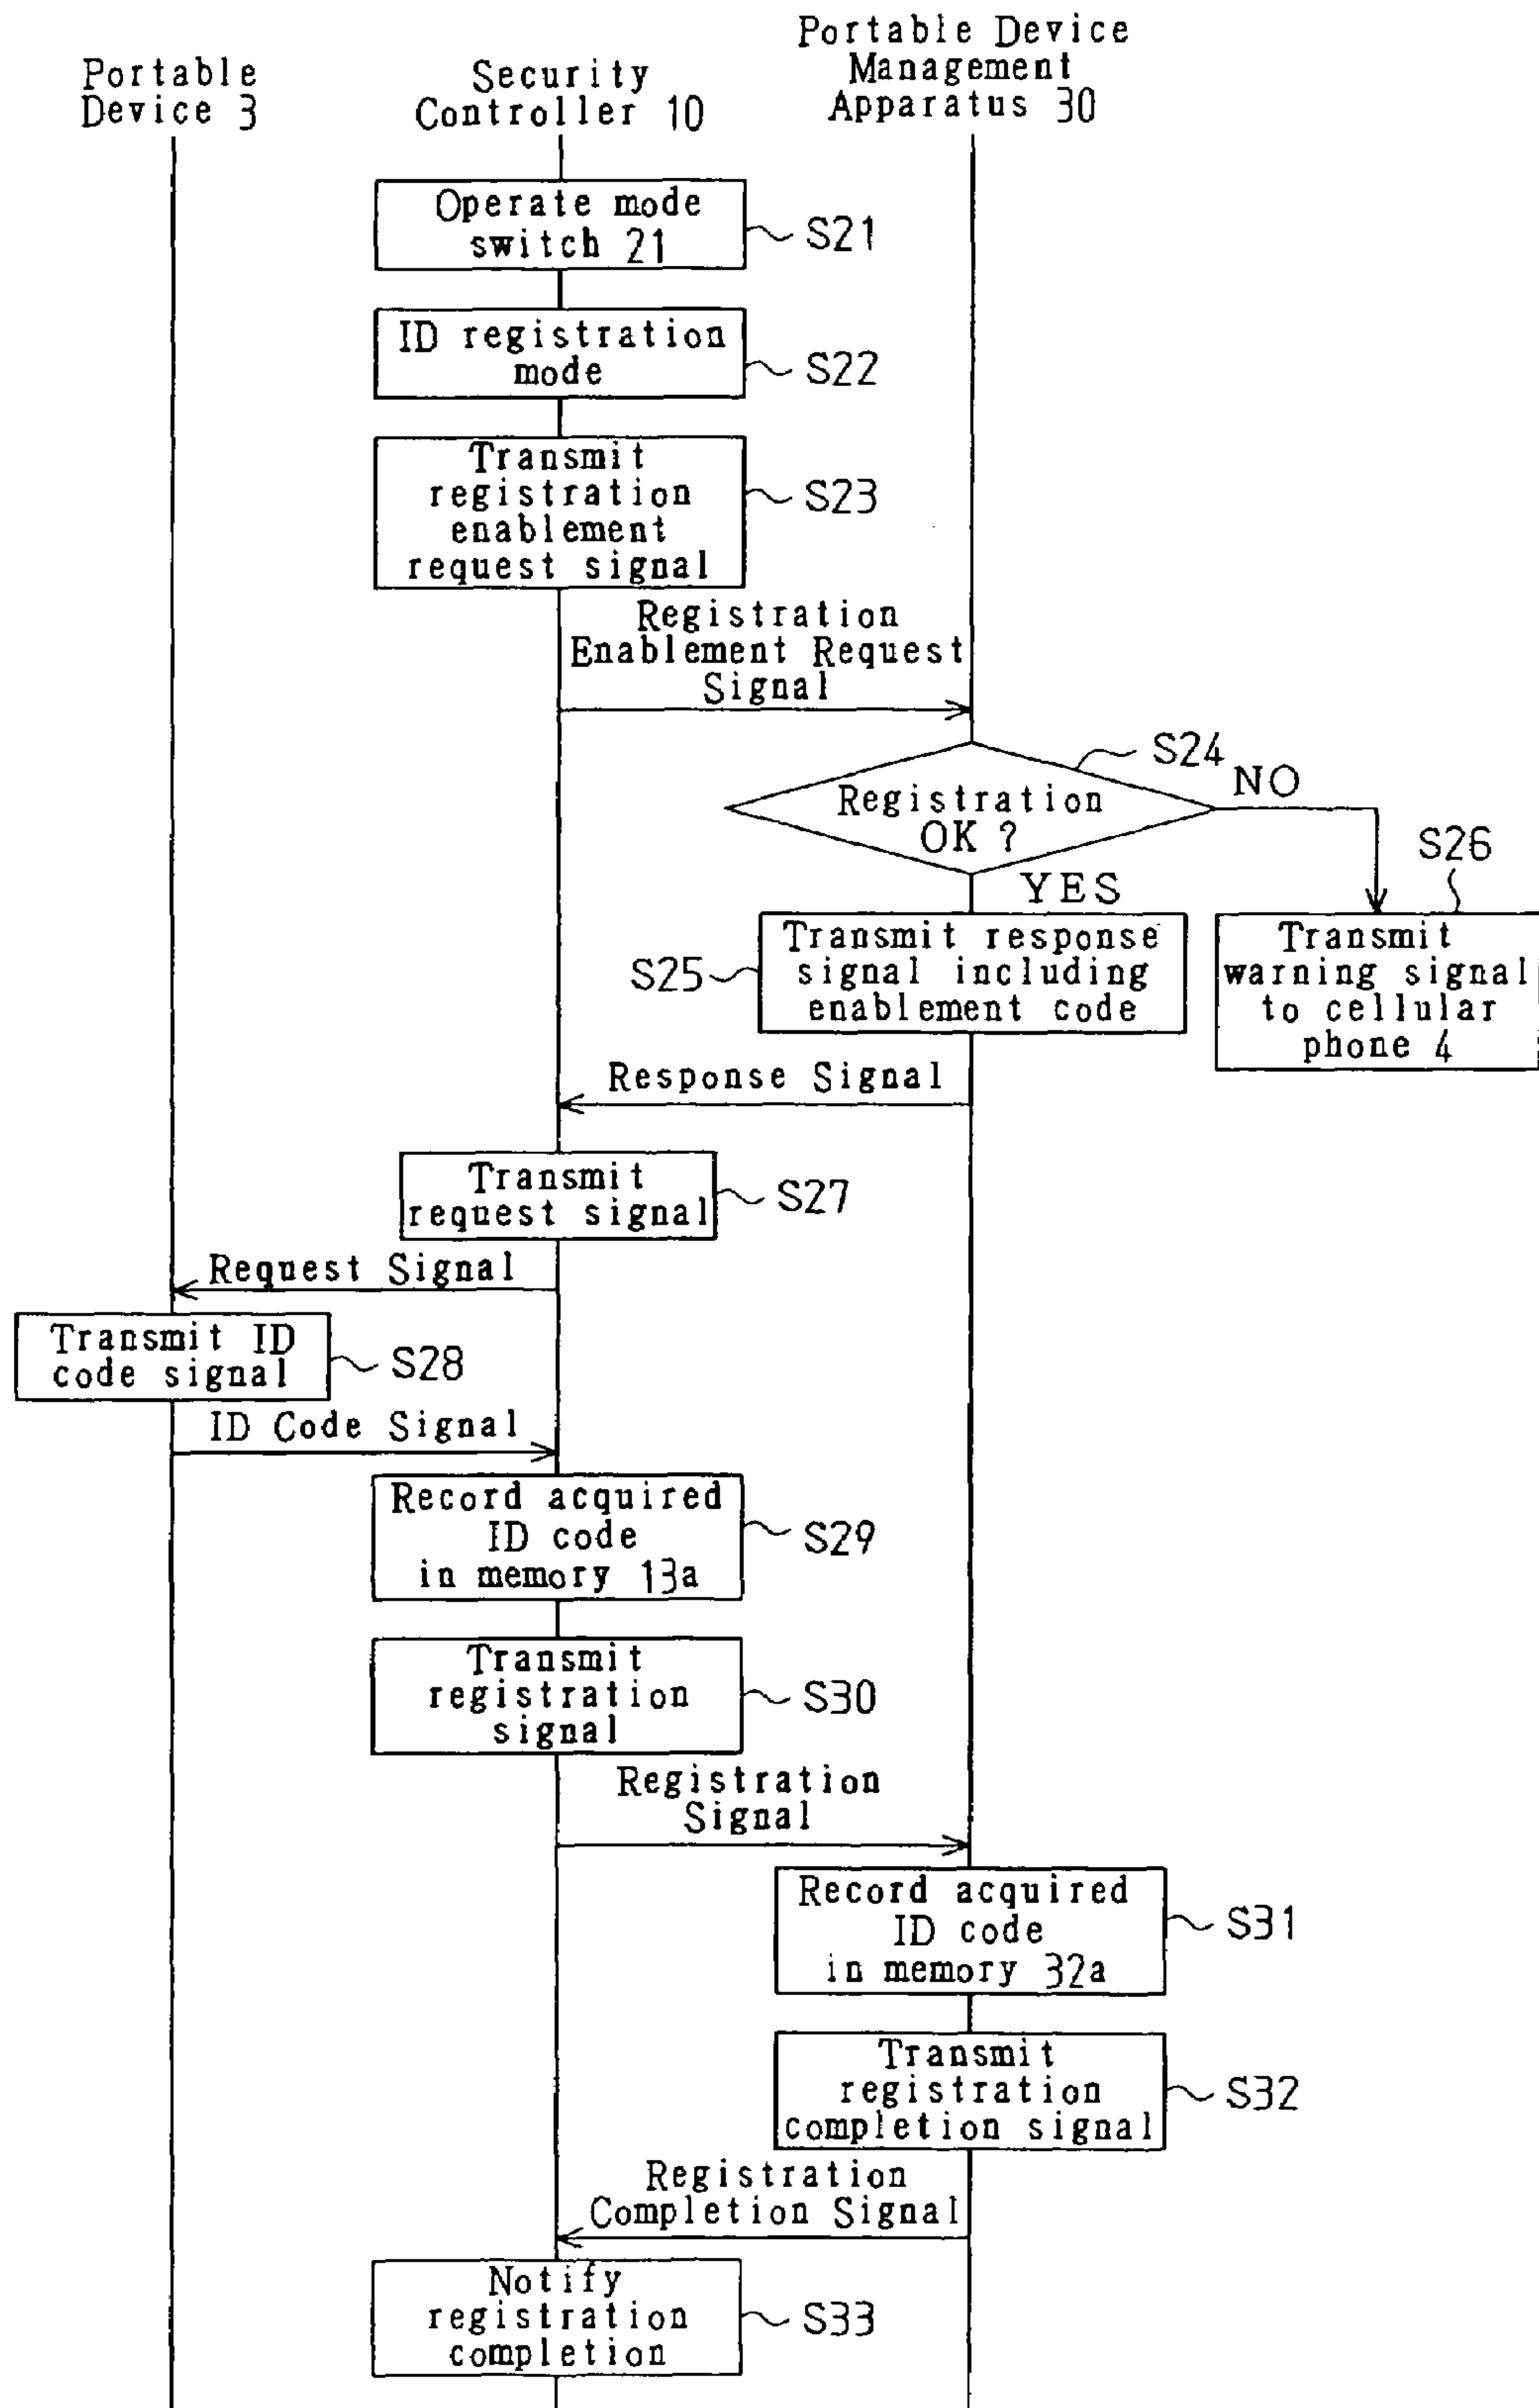 Portable
Device 3
Security
Controller 10
Portable Device
Management
Apparatus 30
Operate mode
switch 21
S21
ID registration
mode
S22
Transmit
registration
enablement
request signal
S23
Registration
Enablement Request
Signal
S24
Registration
OK ?
NO
YES
S26
Transmit response
signal including
enablement code
S25
Transmit
warning signal
to cellular
phone 4
Response Signal
Transmit
request signal
S27
Request Signal
Transmit ID
code signal
S28
ID Code Signal
Record acquired
ID code
in memory 13a
S29
Transmit
registration
signal
S30
Registration
Signal
Record acquired
ID code
in memory 32a
S31
Transmit
registration
completion signal
S32
Registration
Completion Signal
Notify
registration
completion
S33